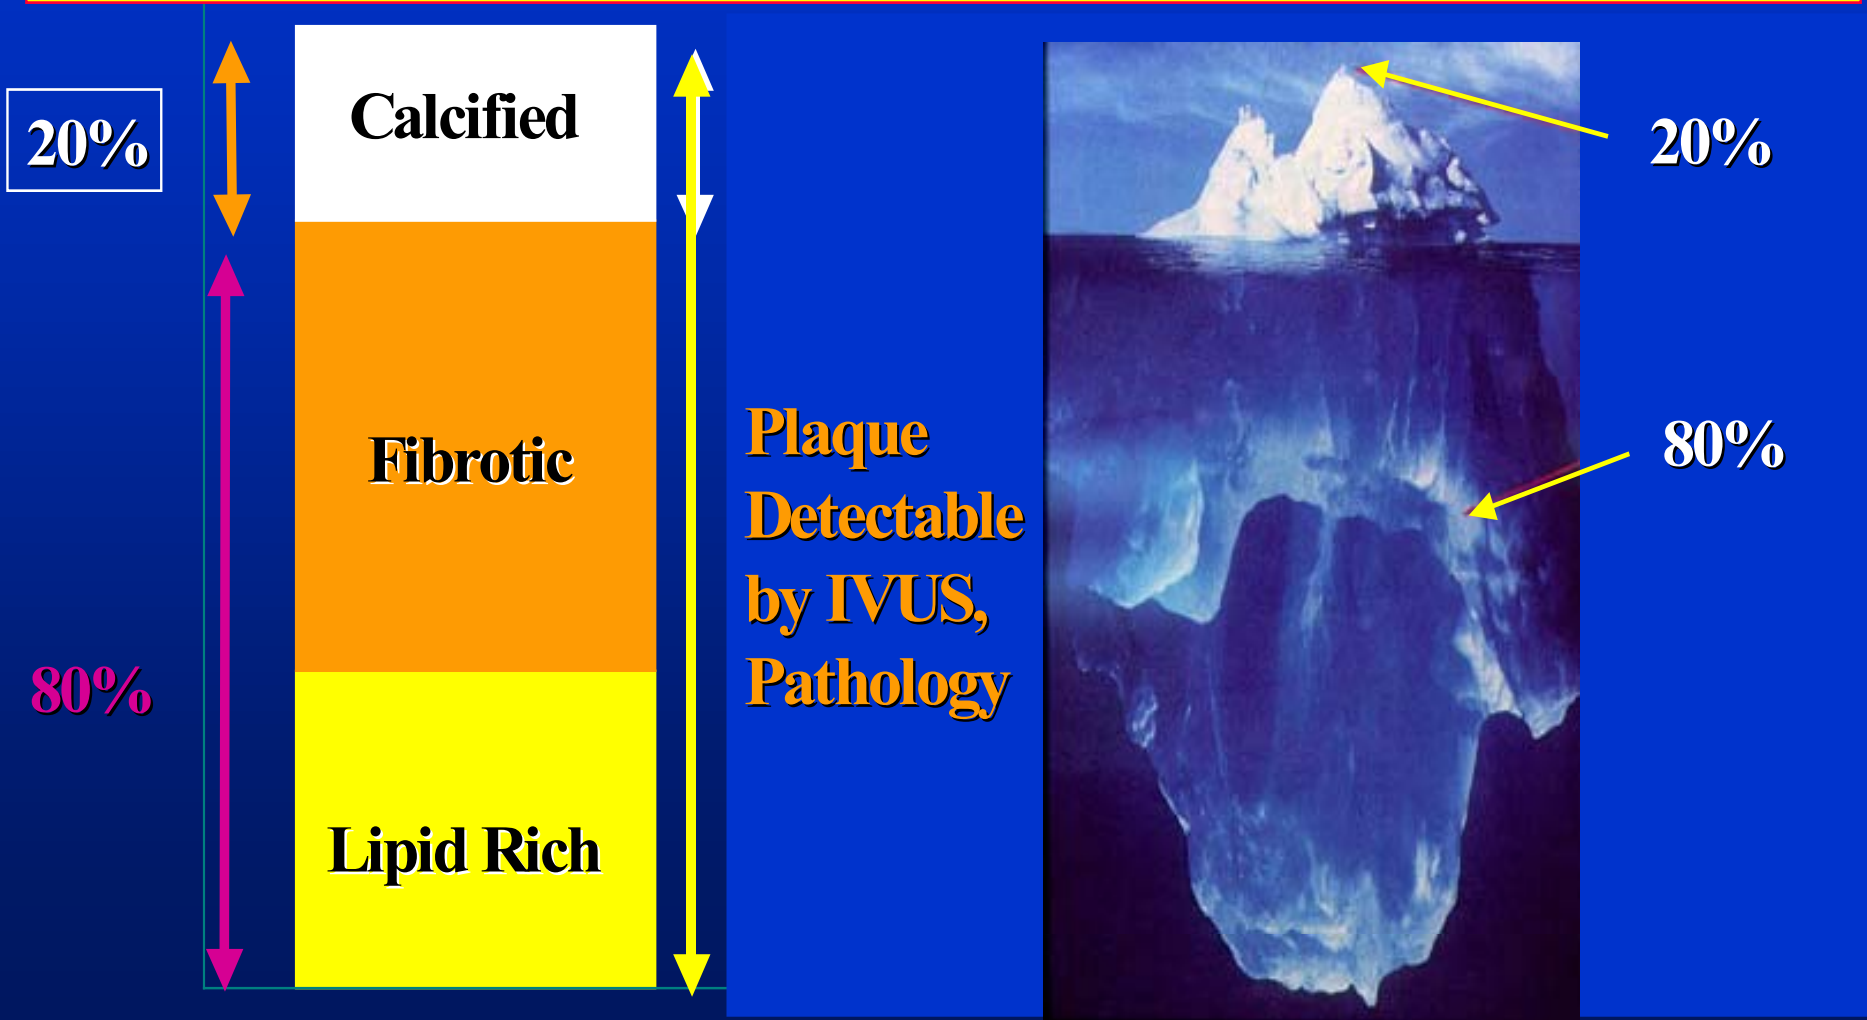 20%
80%
Calcified
Fibrotic
Lipid Rich
Plaque
Detectable
by IVUS,
Pathology
20%
80%